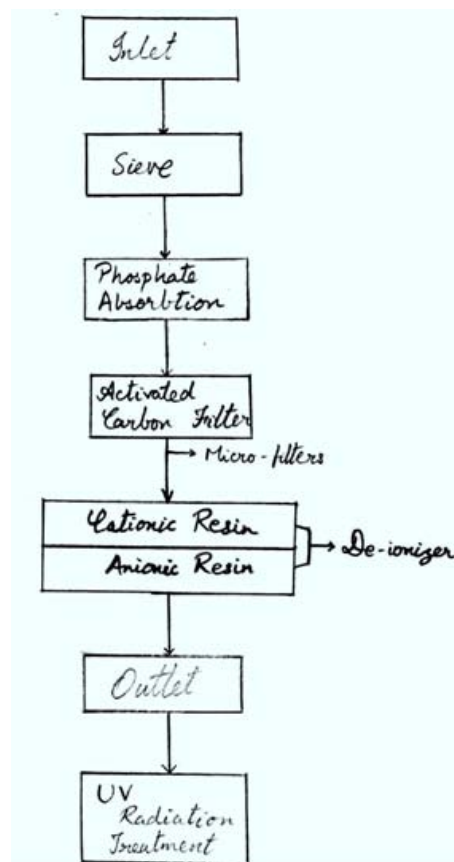 Inlet
Sieve
Phosphate
Absorbtion
Activated
Carbon Filter
Micro-filters
Cationic Resin
De-ionizer
Anionic Resin
Outlet
UV
Radiation
Treatment